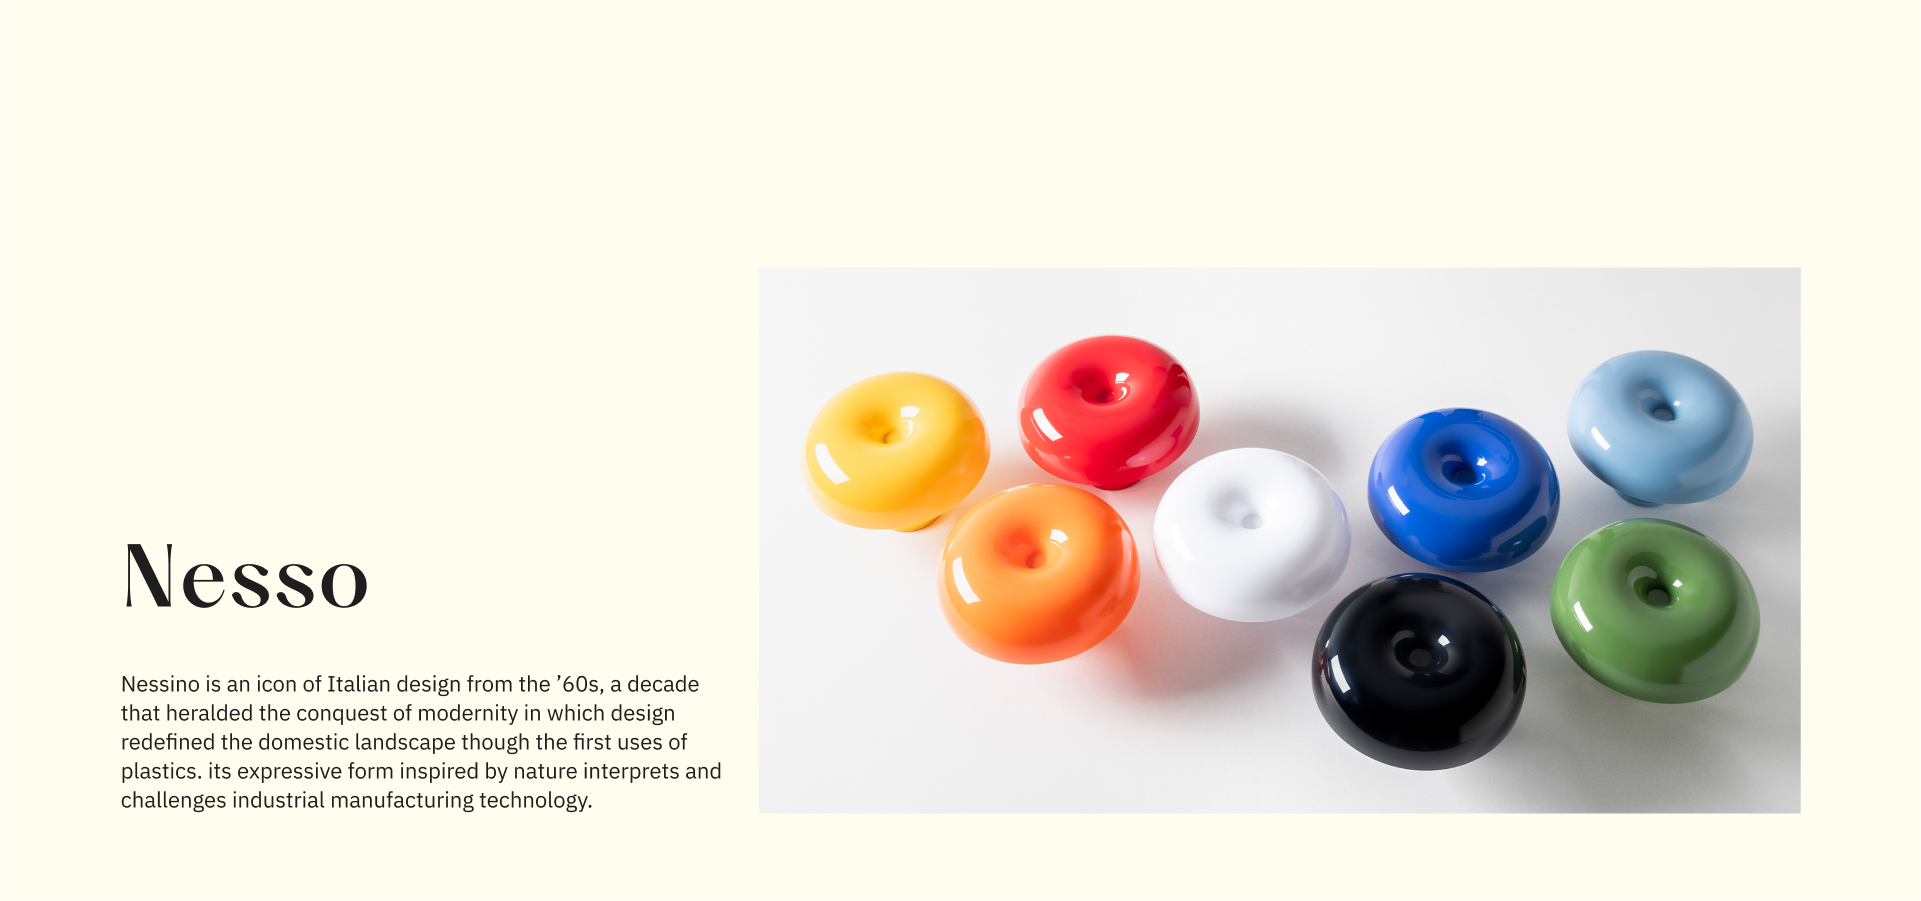 Nesso
Nessino is an icon of Italian design from the ’60s, a decade
that heralded the conquest of modernity in which design
redefined the domestic landscape though the first uses of
plastics. its expressive form inspired by nature interprets and
challenges industrial manufacturing technology.